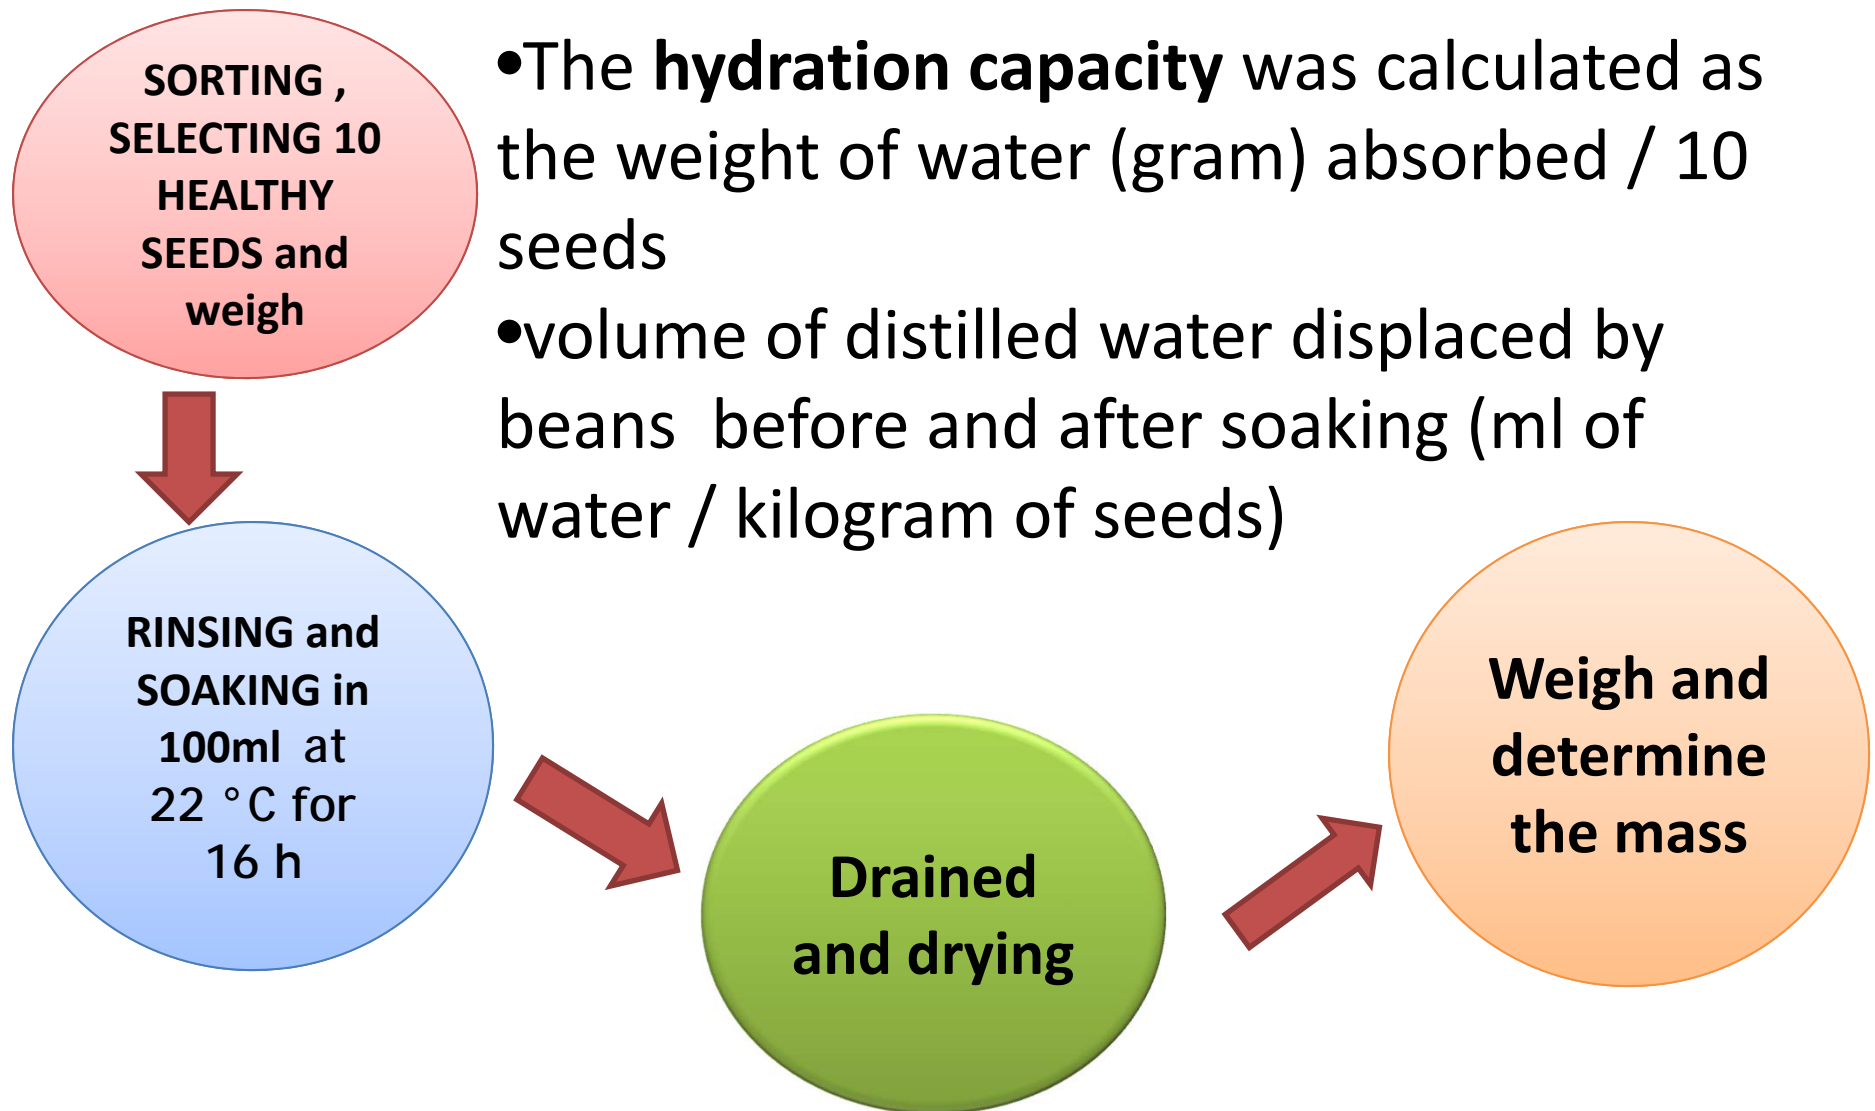 SORTING ,
SELECTING 10
HEALTHY
SEEDS and
weigh
•The hydration capacity was calculated as
the weight of water (gram) absorbed / 10
seeds
•volume of distilled water displaced by
beans before and after soaking (ml of
water / kilogram of seeds)
RINSING and
SOAKING in
100ml at
22 °C for
16 h
Drained
and drying
Weigh and
determine
the mass